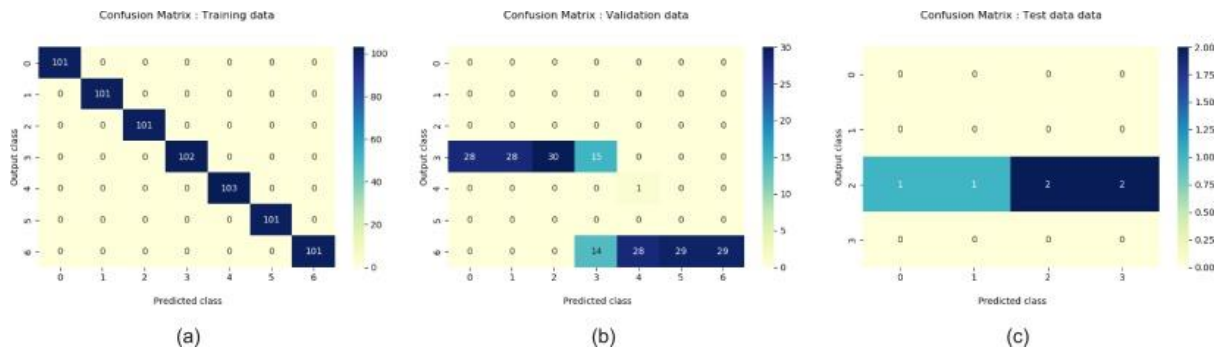 Confusion Matrix : Training data
Output class
0 101 0 0 0 0 0 0
1 0 101 0 0 0 0 0
2 0 0 101 0 0 0 0
3 0 0 0 102 0 0 0
4 0 0 0 0 103 0 0
5 0 0 0 0 0 101 0
6 0 0 0 0 0 0 101
0 1 2 3 4 5 6
Predicted class
100
80
60
40
20
0
(a)
Confusion Matrix : Validation data
Output class
0 0 0 0 0 0 0 0
1 0 0 0 0 0 0 0
2 0 0 0 0 0 0 0
3 28 28 30 15 0 0 0
4 0 0 0 0 1 0 0
5 0 0 0 0 0 0 0
6 0 0 0 14 28 29 29
0 1 2 3 4 5 6
Predicted class
30
25
20
15
10
5
0
(b)
Confusion Matrix : Test data data
Output class
0 0 0 0 0
1 0 0 0 0
2 1 1 2 2
3 0 0 0 0
0 1 2 3
Predicted class
2.00
1.75
1.50
1.25
1.00
0.75
0.50
0.25
0.00
(c)